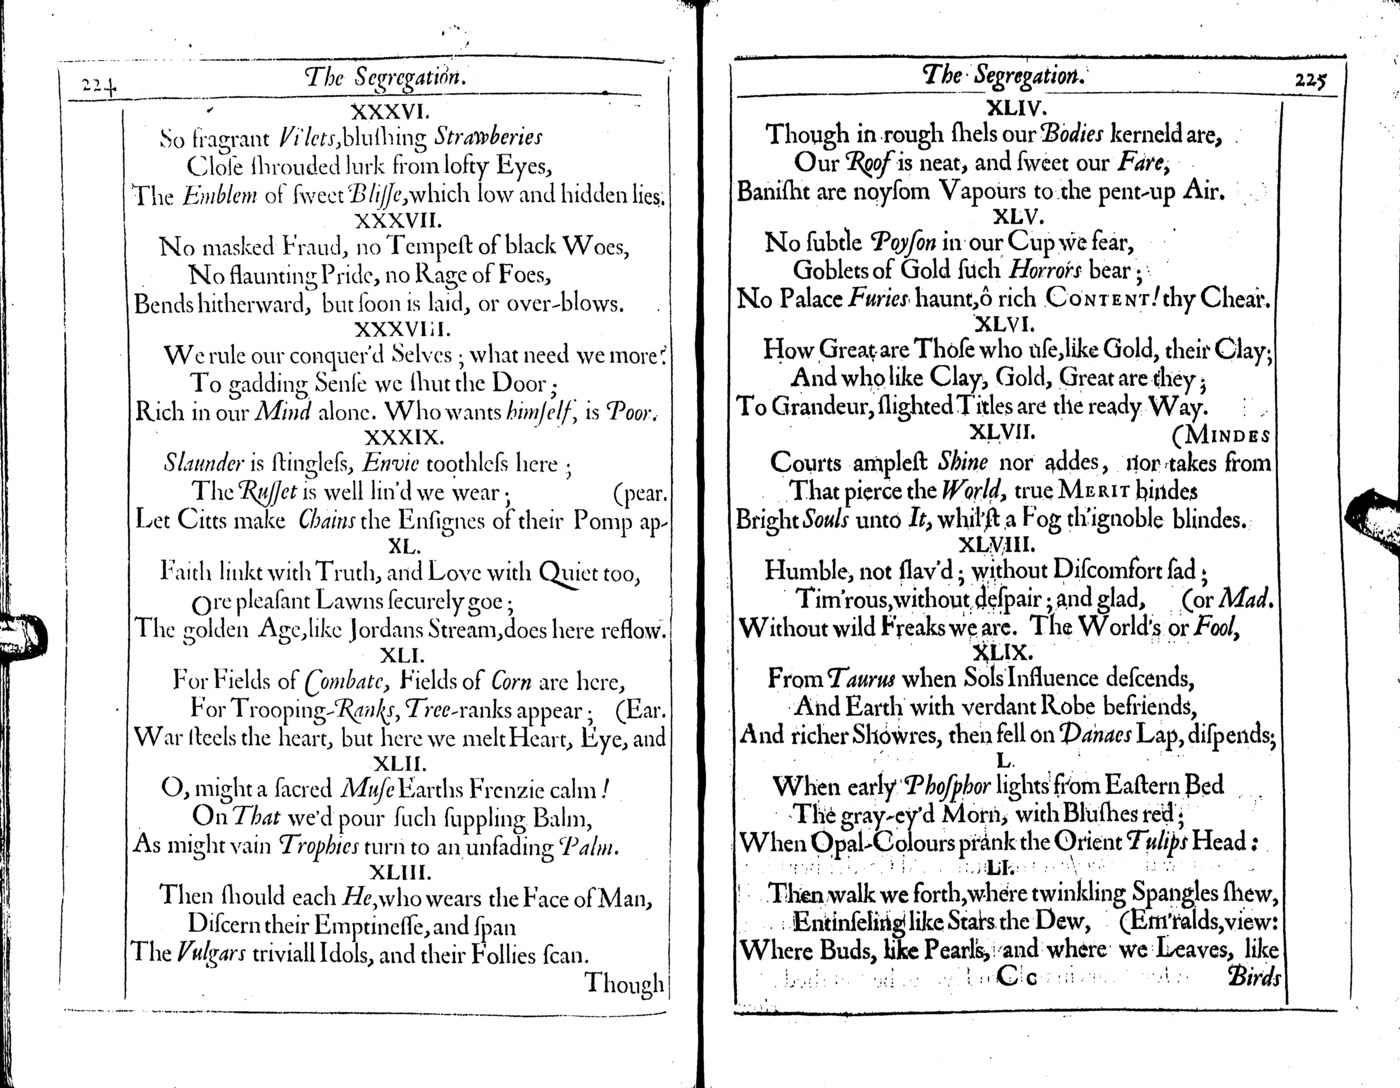 224 The Segregation.
XXXVI.
So fragrant Vi'lets, bluſhing Strawberies
Cloſe ſhrouded lurk from lofty Eyes,
The Emblem of ſweet Bliſſe, which low and hidden lies.
XXXVII.
No masked Fraud, no Tempeſt of black Woes,
No flaunting Pride, no Rage of Foes,
Bends hitherward, but ſoon is laid, or over-blows.
XXXVIII.
We rule our conquer'd Selves ; what need we more?
To gadding Senſe we ſhut the Door ;
Rich in our Mind alone. Who wants himſelf, is Poor.
XXXIX.
Slaunder is ſtingleſs, Envie toothleſs here ;
The Ruſſet is well lin'd we wear ; (pear.
Let Citts make Chains the Enſignes of their Pomp ap-
XL.
Faith linkt with Truth, and Love with Quiet too,
Ore pleaſant Lawns ſecurely goe ;
The golden Age, like Jordans Stream, does here reflow.
XLI.
For Fields of Combate, Fields of Corn are here,
For Trooping-Ranks, Tree-ranks appear ; (Ear.
War ſteels the heart, but here we melt Heart, Eye, and
XLII.
O, might a ſacred Muſe Earths Frenzie calm !
On That we'd pour ſuch ſuppling Balm,
As might vain Trophies turn to an unfading Palm.
XLIII.
Then ſhould each He, who wears the Face of Man,
Diſcern their Emptineſſe, and ſpan
The Vulgars triviall Idols, and their Follies ſcan.
Though
The Segregation. 225
XLIV.
Though in rough ſhels our Bodies kerneld are,
Our Roof is neat, and ſweet our Fare,
Baniſht are noyſom Vapours to the pent-up Air.
XLV.
No ſubtle Poyſon in our Cup we fear,
Goblets of Gold ſuch Horrors bear ;
No Palace Furies haunt, ô rich CONTENT! thy Chear.
XLVI.
How Great are Thoſe who uſe, like Gold, their Clay;
And who like Clay, Gold, Great are they ;
To Grandeur, ſlighted Titles are the ready Way.
XLVII. (MINDES
Courts ampleſt Shine nor addes, nor takes from
That pierce the World, true MERIT bindes
Bright Souls unto It, whil'ſt a Fog th'ignoble blindes.
XLVIII.
Humble, not ſlav'd ; without Diſcomfort ſad ;
Tim'rous, without deſpair ; and glad, (or Mad.
Without wild Freaks we are. The World's or Fool,
XLIX.
From Taurus when Sols Influence deſcends,
And Earth with verdant Robe befriends,
And richer Showres, then fell on Danaes Lap, diſpends;
L.
When early Phoſphor lights from Eaſtern Bed
The gray-ey'd Morn, with Bluſhes red ;
When Opal-Colours prank the Orient Tulips Head :
LI.
Then walk we forth, where twinkling Spangles ſhew,
Entinſeling like Stars the Dew, (Em'ralds, view:
Where Buds, like Pearls, and where we Leaves, like
C c Birds